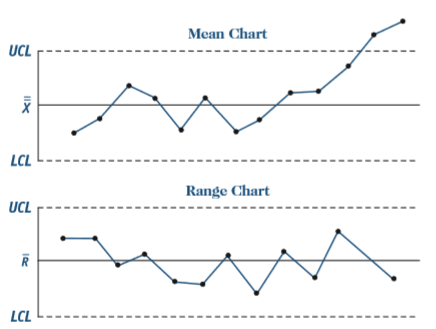 Mean Chart
UCL
X̿
LCL
Range Chart
UCL
R̅
LCL